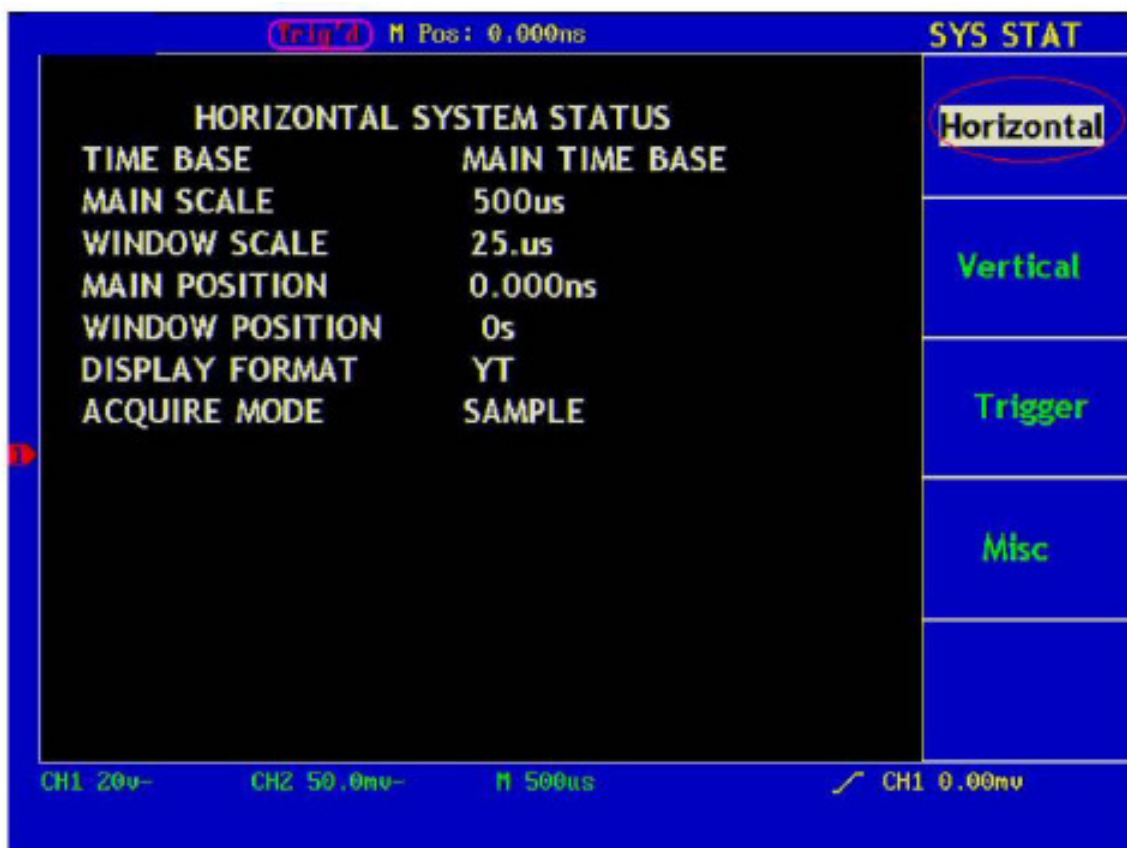 Trig'd M Pos: 0.000ns SYS STAT
HORIZONTAL SYSTEM STATUS
TIME BASE MAIN TIME BASE
MAIN SCALE 500us
WINDOW SCALE 25.us
MAIN POSITION 0.000ns
WINDOW POSITION 0s
DISPLAY FORMAT YT
ACQUIRE MODE SAMPLE
Horizontal
Vertical
Trigger
Misc
1
CH1 20v- CH2 50.0mv- M 500us CH1 0.00mv